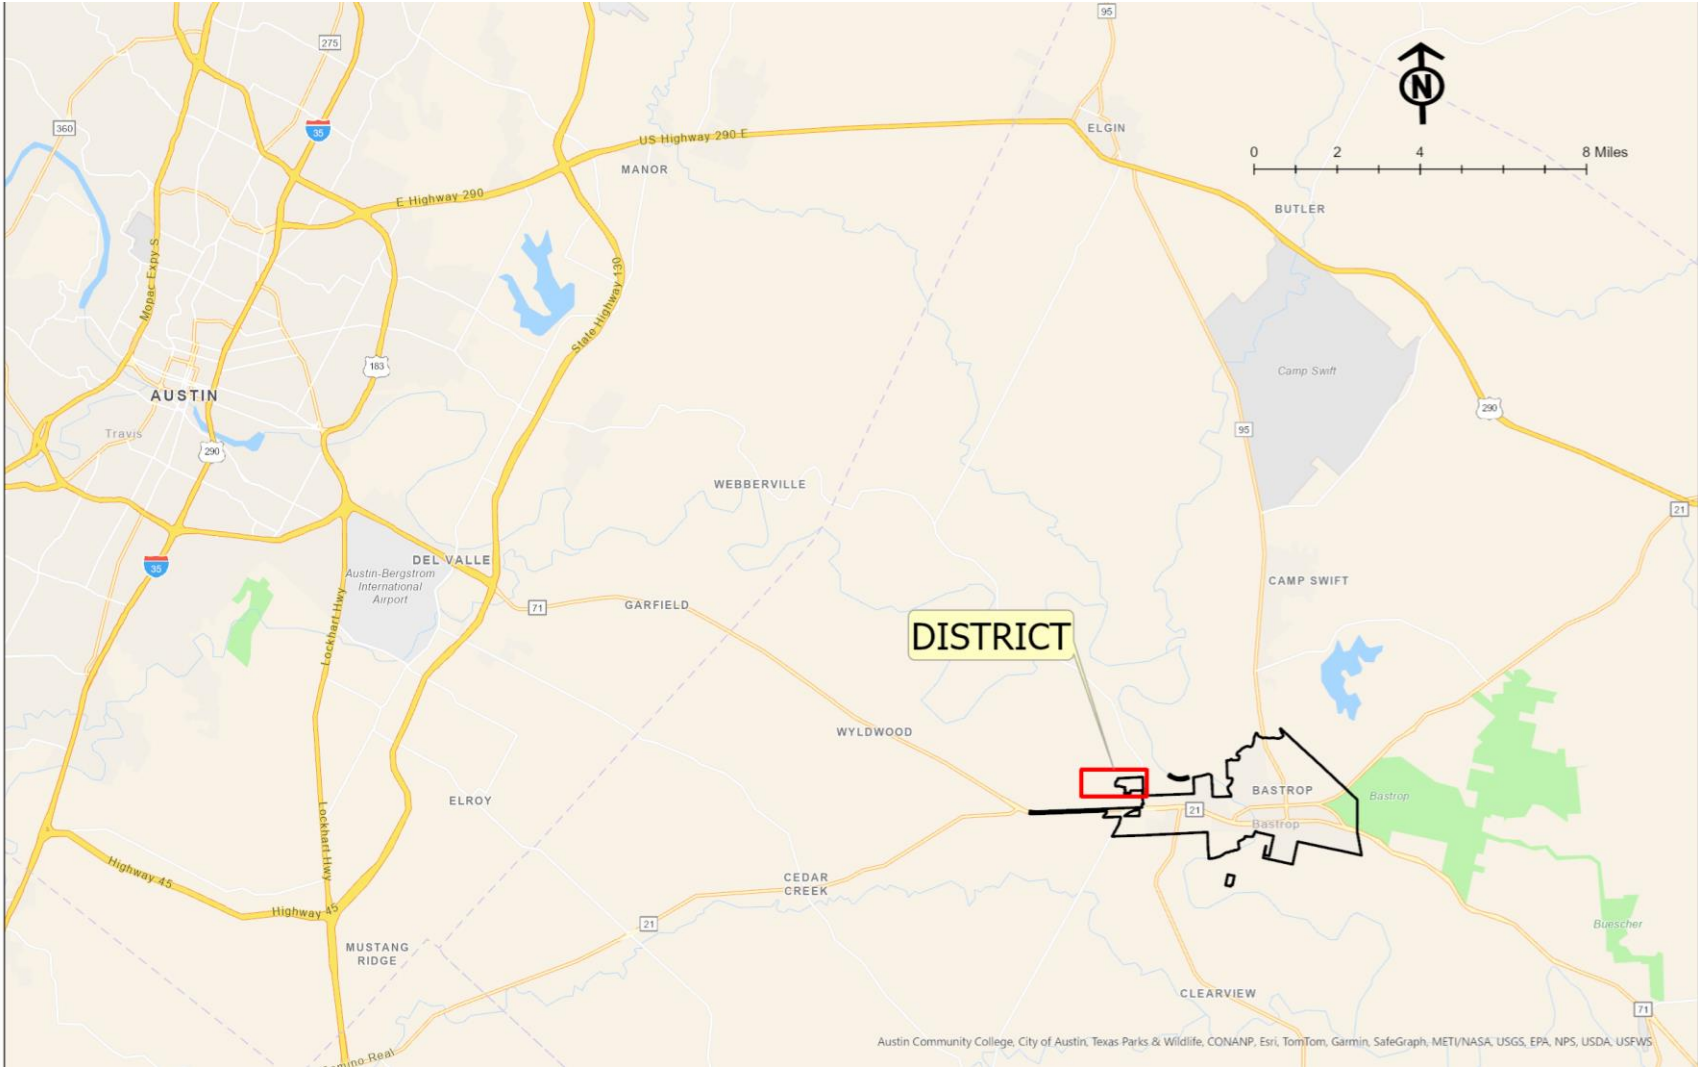 95
275
N
360
35
ELGIN
US Highway 290 E
0 2 4 8 Miles
MANOR
E Highway 290
BUTLER
Mopac Expy S
State Highway 130
183
Camp Swift
AUSTIN
290
Travis
95
290
WEBBERVILLE
21
DEL VALLE
35
Austin-Bergstrom
International
Airport
CAMP SWIFT
71
GARFIELD
Lockhart Hwy
DISTRICT
WYLDWOOD
BASTROP
Bastrop
ELROY
21
Bastrop
Lockhart Hwy
Highway 45
CEDAR
CREEK
Highway 45
21
Buescher
MUSTANG
RIDGE
CLEARVIEW
71
Austin Community College, City of Austin, Texas Parks & Wildlife, CONANP, Esri, TomTom, Garmin, SafeGraph, METI/NASA, USGS, EPA, NPS, USDA, USFWS
mino Real